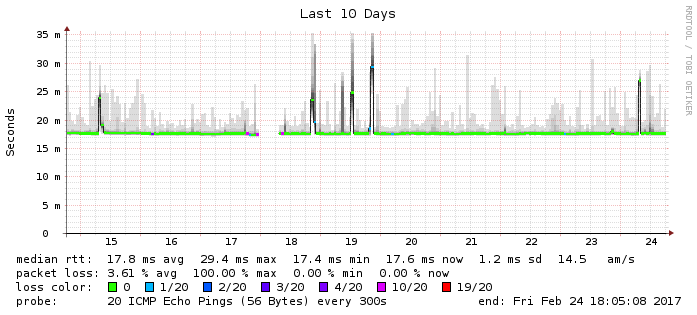 Last 10 Days
RRDTOOL / TOBI OETIKER
Seconds
35 m
30 m
25 m
20 m
15 m
10 m
5 m
0
15 16 17 18 19 20 21 22 23 24
median rtt: 17.8 ms avg 29.4 ms max 17.4 ms min 17.6 ms now 1.2 ms sd 14.5 am/s
packet loss: 3.61 % avg 100.00 % max 0.00 % min 0.00 % now
loss color: 0 1/20 2/20 3/20 4/20 10/20 19/20
probe: 20 ICMP Echo Pings (56 Bytes) every 300s end: Fri Feb 24 18:05:08 2017